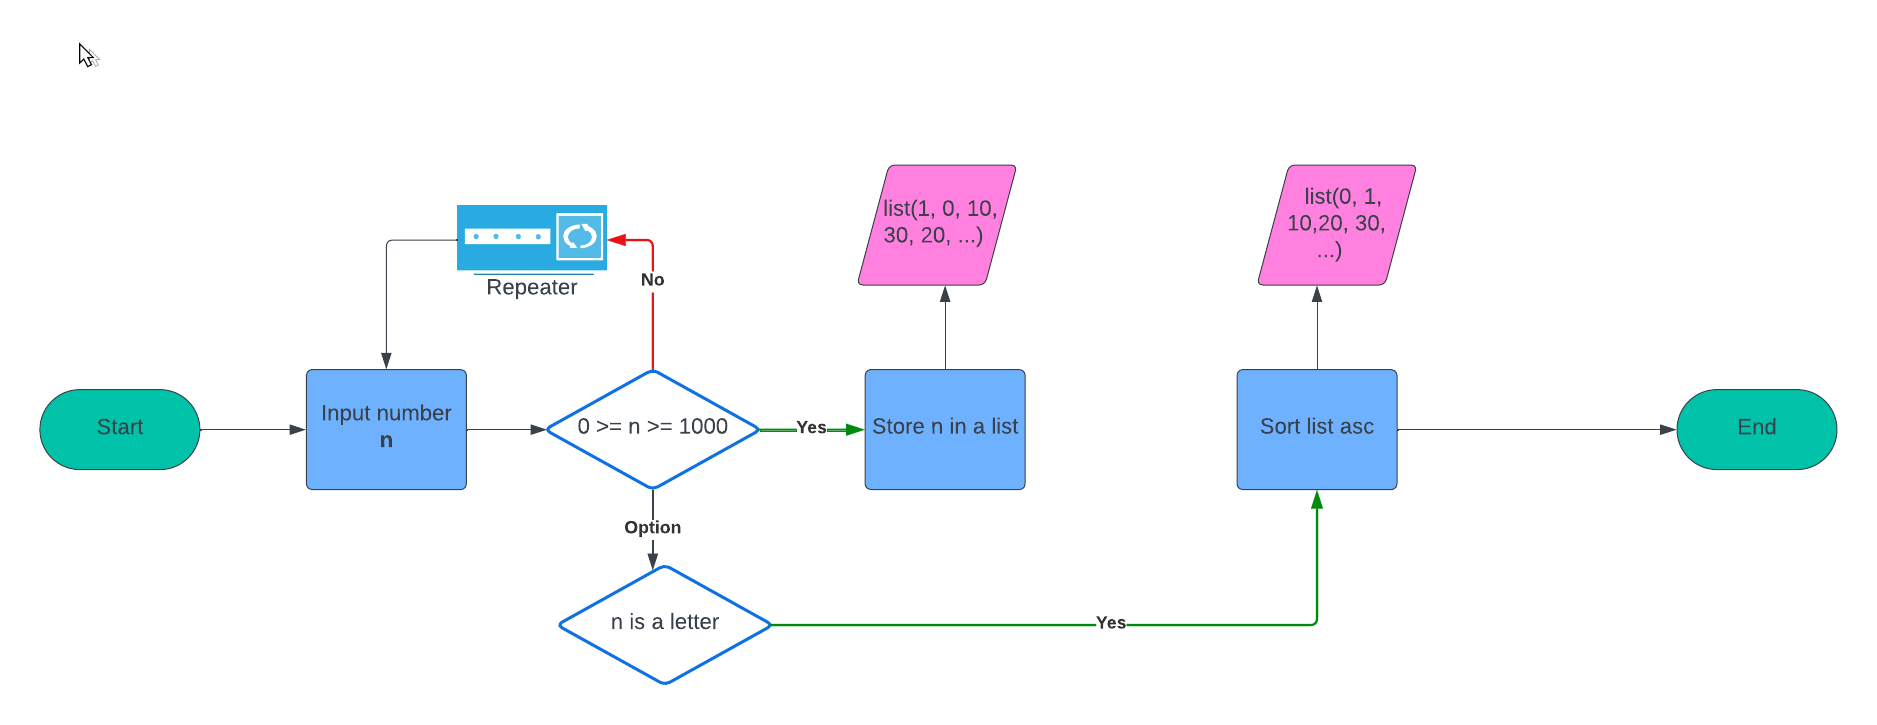 Start
Input number
n
Repeater
No
0 >= n >= 1000
Yes
Store n in a list
list(1, 0, 10,
30, 20, ...)
Option
n is a letter
Yes
Sort list asc
list(0, 1,
10,20, 30,
...)
End